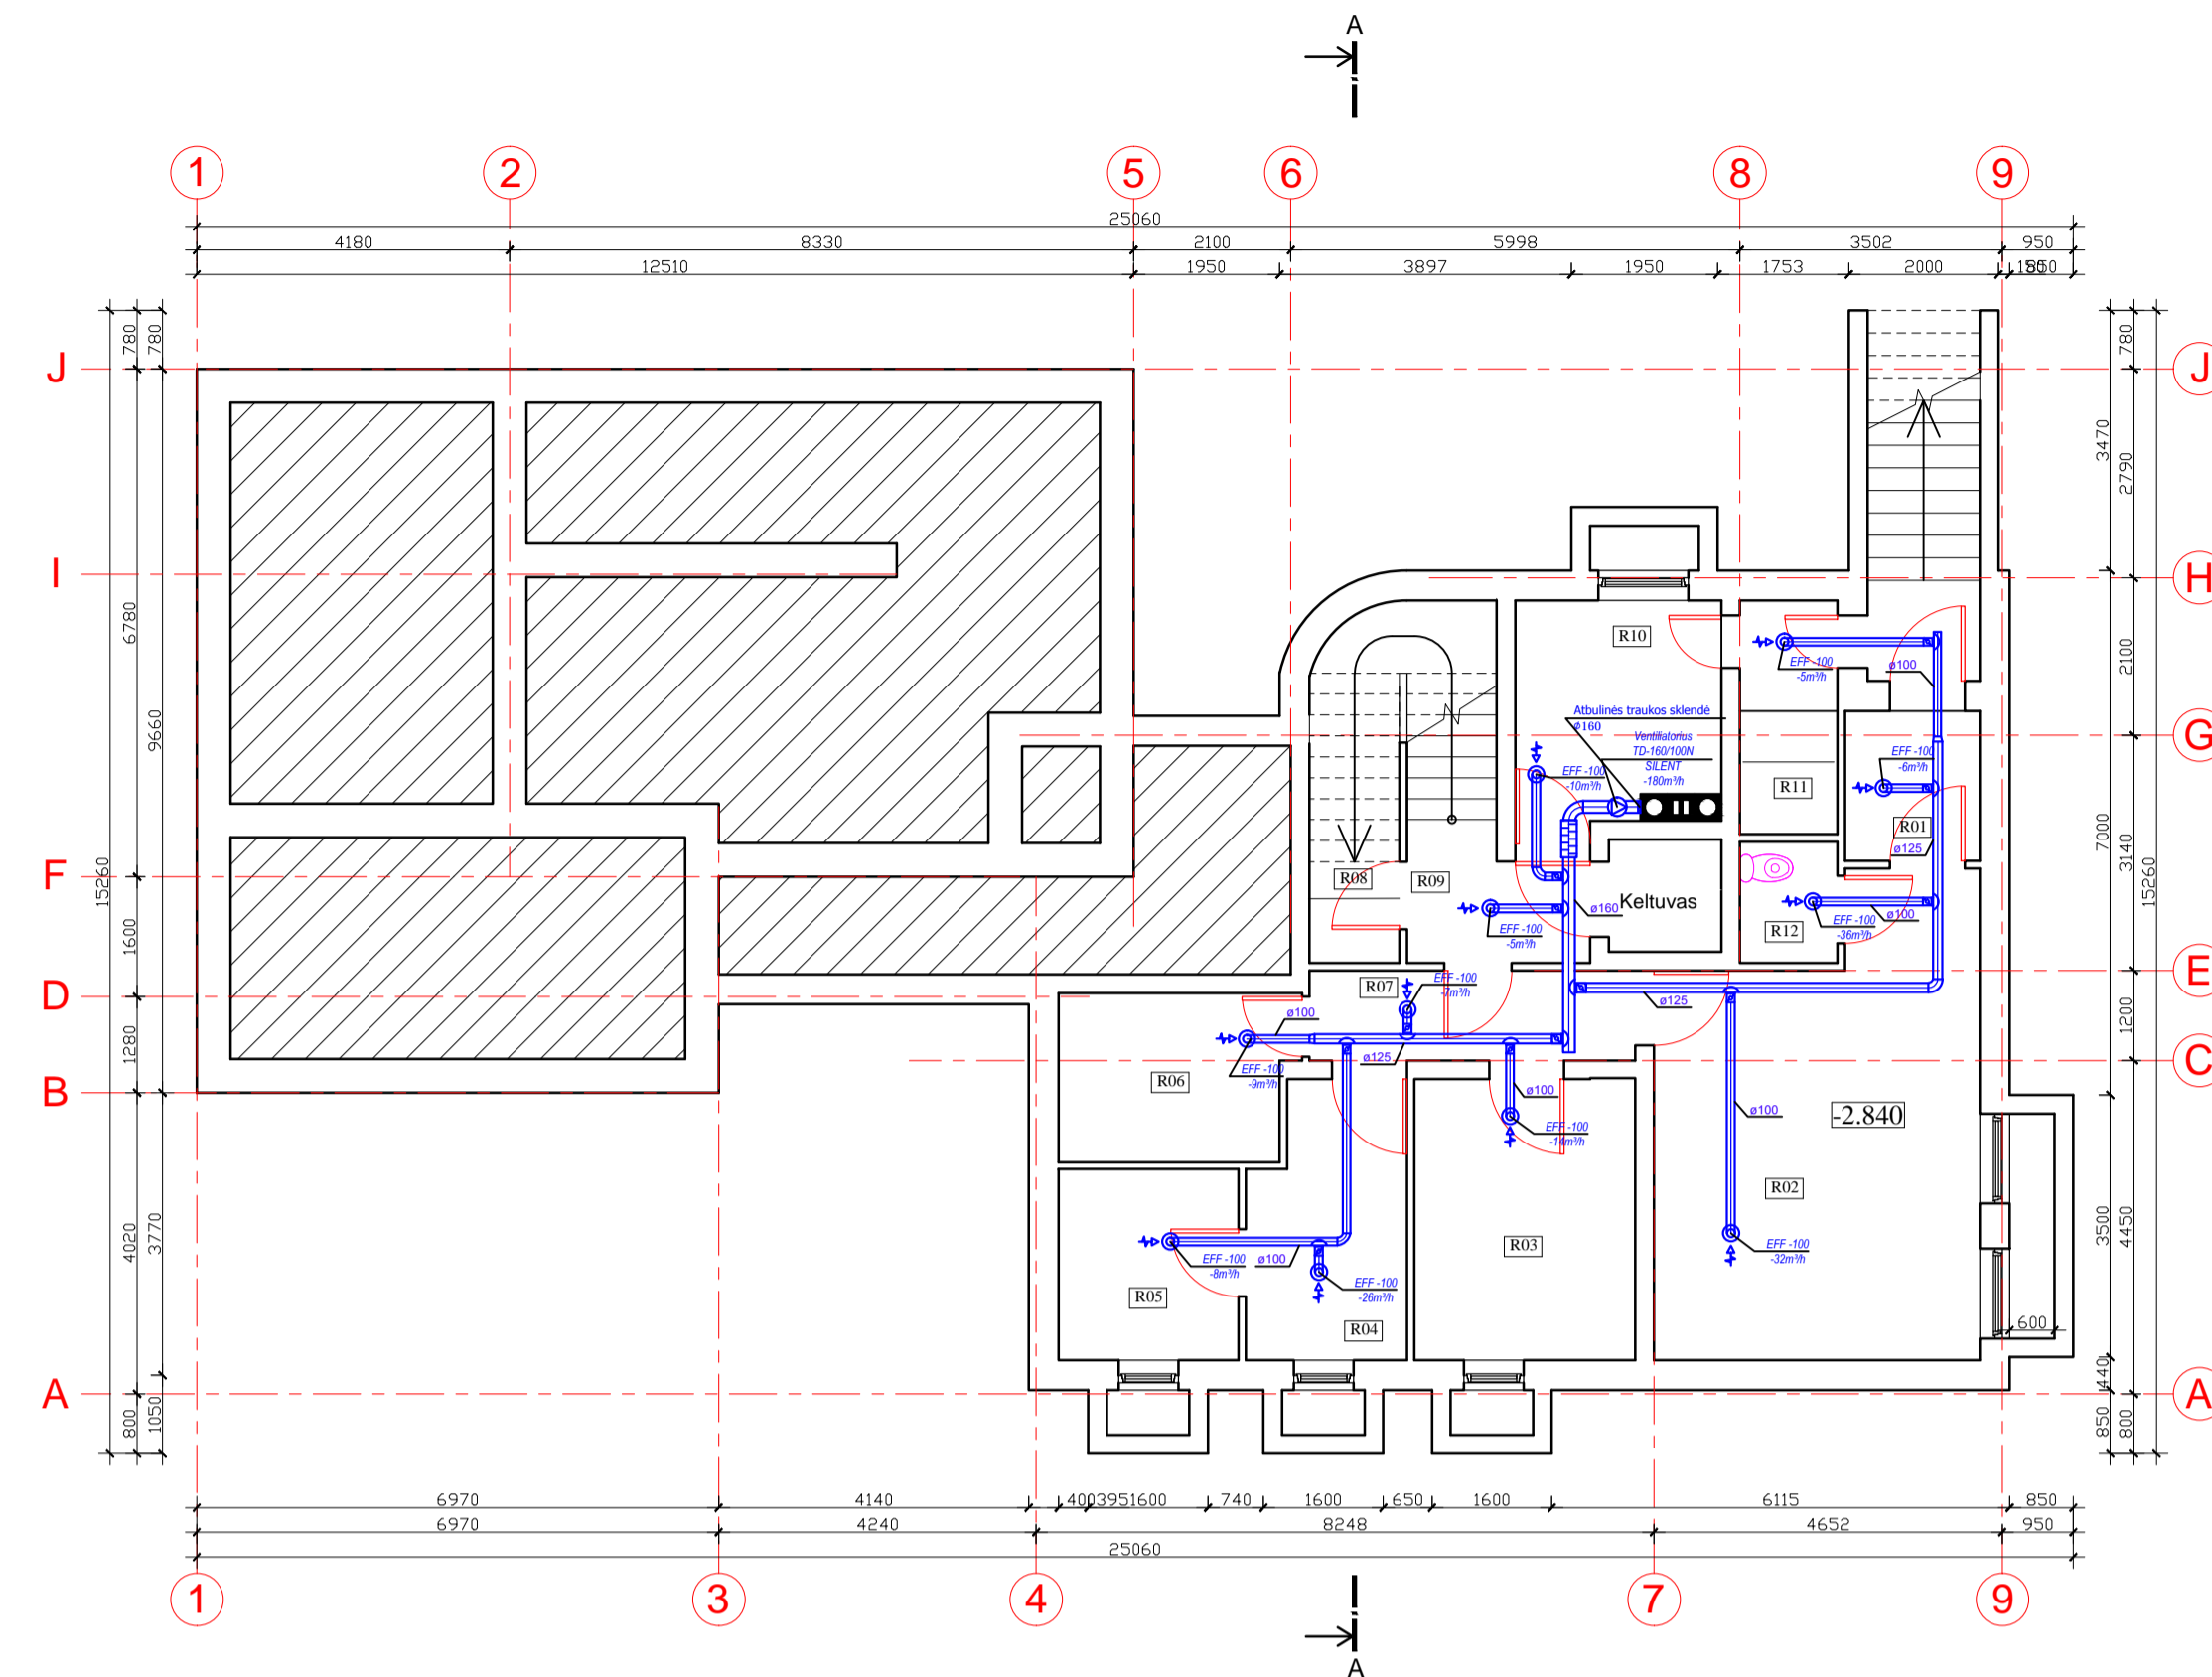 A
1
2
5
6
8
9
25060
4180
8330
2100
5998
3502
950
12510
1950
3897
1950
1753
2000
150
850
780
780
780
J
J
3470
2790
I
H
6780
R10
2100
EFF -100
-5m³/h
ø100
9660
Atbulinės traukos sklendė
ø160
Ventiliatorius
TD-160/100N
SILENT
-180m³/h
G
EFF -100
-10m³/h
EFF -100
-6m³/h
R11
R01
ø125
7000
3140
15260
15260
F
R08
R09
Keltuvas
ø160
EFF -100
-5m³/h
ø100
EFF -100
-36m³/h
R12
1600
E
D
R07
EFF -100
-7m³/h
ø100
ø125
1200
1280
ø125
C
B
R06
EFF -100
-9m³/h
ø100
EFF -100
-14m³/h
ø100
-2.840
R02
4020
3770
3500
4450
R03
EFF -100
-8m³/h
ø100
EFF -100
-26m³/h
EFF -100
-32m³/h
R05
R04
600
A
A
440
800
1050
850
800
6970
4140
400
395
1600
740
1600
650
1600
6115
850
6970
4240
8248
4652
950
25060
1
3
4
7
9
A